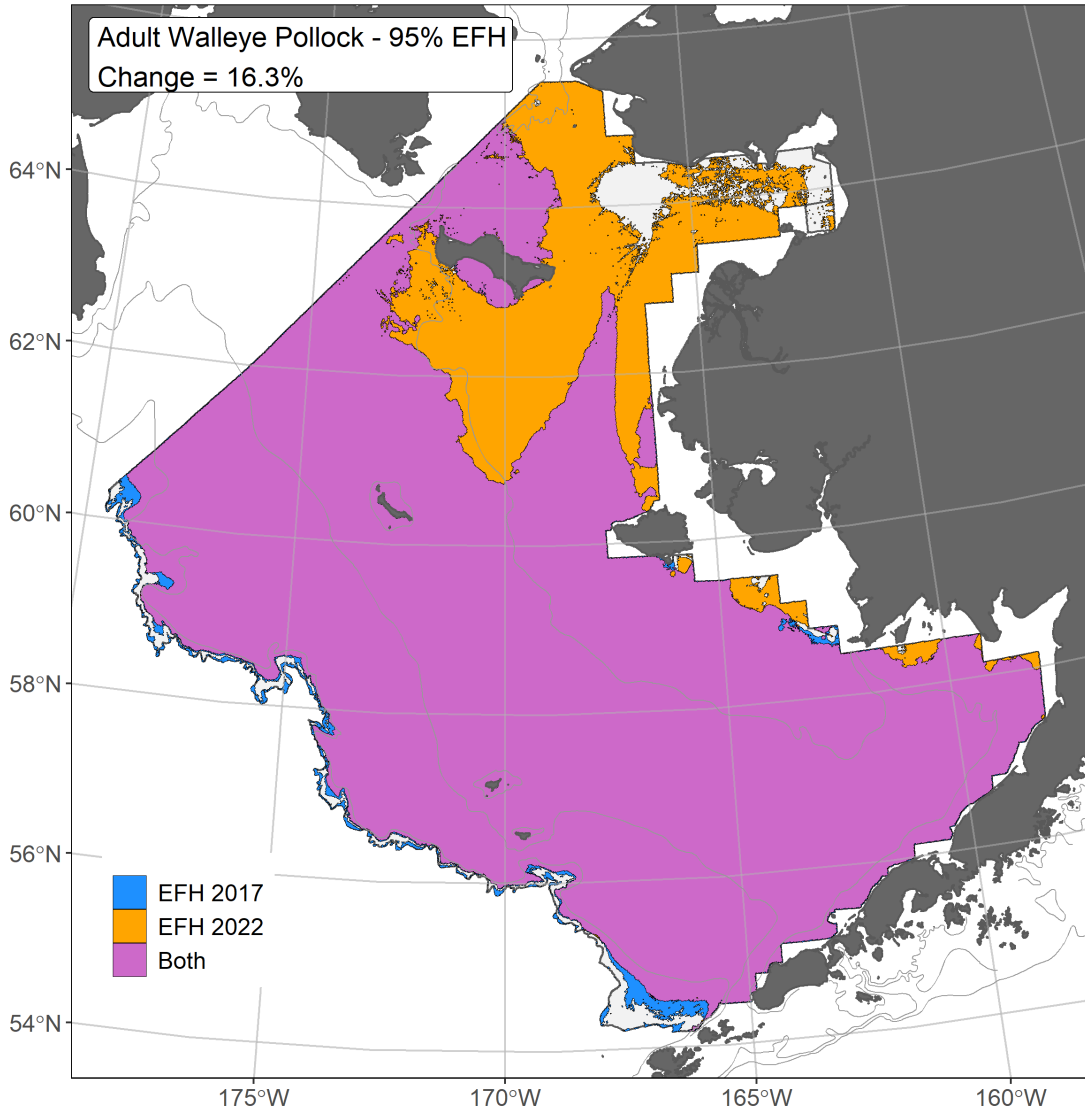 Adult Walleye Pollock - 95% EFH
Change = 16.3%
64°N
62°N
60°N
58°N
56°N
54°N
EFH 2017
EFH 2022
Both
175°W
170°W
165°W
160°W